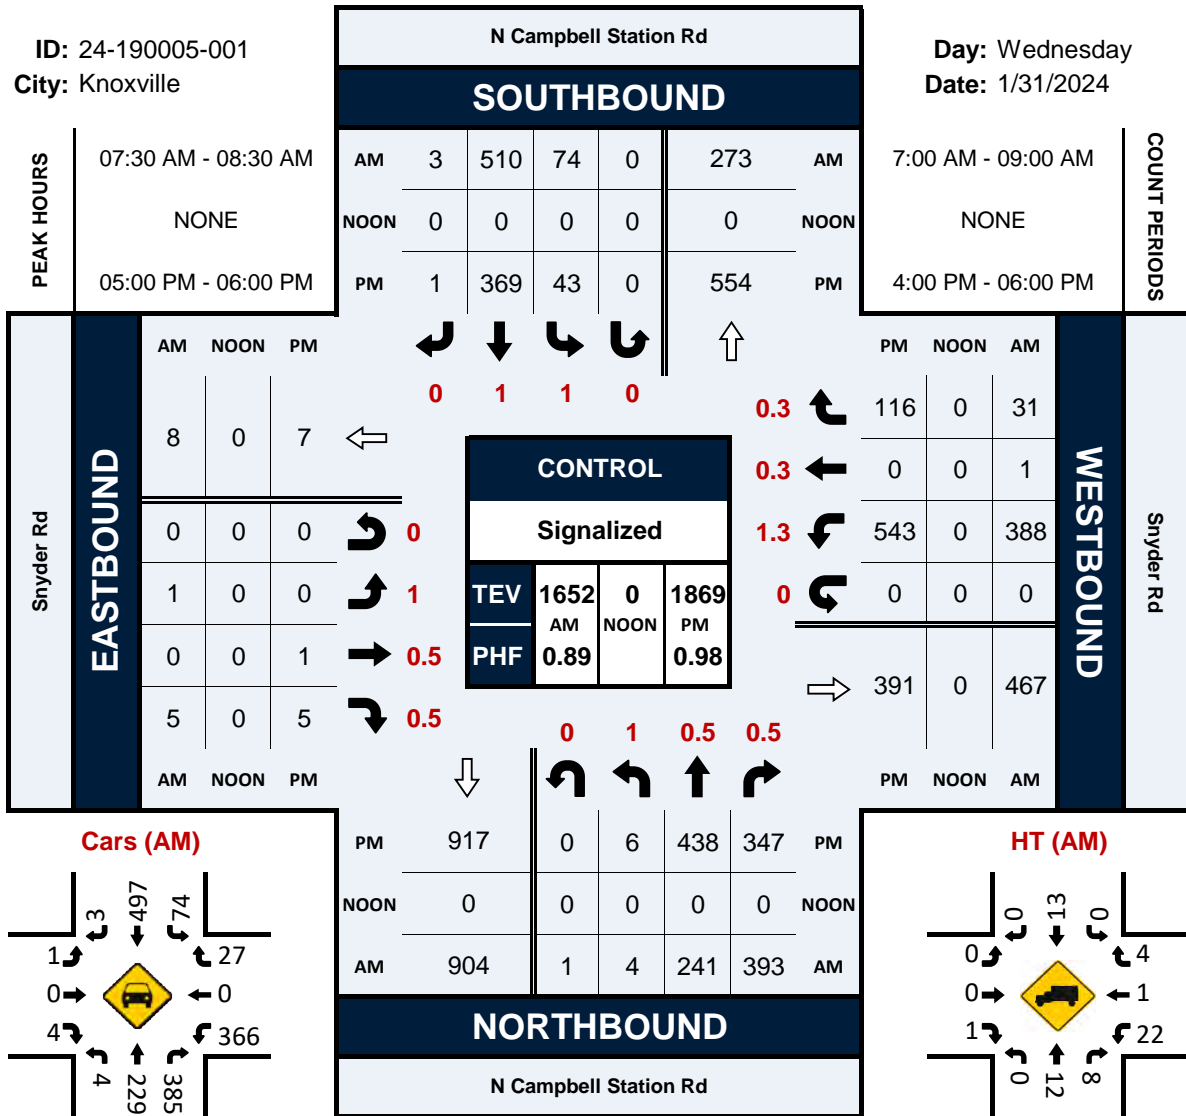 N Campbell Station Rd
ID: 24-190005-001
Day: Wednesday
City: Knoxville
Date: 1/31/2024
SOUTHBOUND
PEAK HOURS
07:30 AM - 08:30 AM
AM 3 510 74 0 273 AM
7:00 AM - 09:00 AM
COUNT PERIODS
NONE
NOON 0 0 0 0 0 NOON
NONE
05:00 PM - 06:00 PM
PM 1 369 43 0 554 PM
4:00 PM - 06:00 PM
AM NOON PM
PM NOON AM
0 1 1 0
0.3 116 0 31
8 0 7
0.3 0 0 1
Snyder Rd
EASTBOUND
CONTROL
WESTBOUND
Snyder Rd
0 0 0 0
Signalized
1.3 543 0 388
1 0 0 1
TEV 1652 0 1869
0 0 0 0
AM NOON PM
0 0 1 0.5
PHF 0.89 0.98
391 0 467
5 0 5 0.5
0 1 0.5 0.5
AM NOON PM
PM NOON AM
Cars (AM)
PM 917 0 6 438 347 PM
HT (AM)
NOON 0 0 0 0 0 NOON
AM 904 1 4 241 393 AM
3 497 74
1 27
0 0
4 366
4 229 385
0 13 0
0 4
0 1
1 22
0 12 8
NORTHBOUND
N Campbell Station Rd